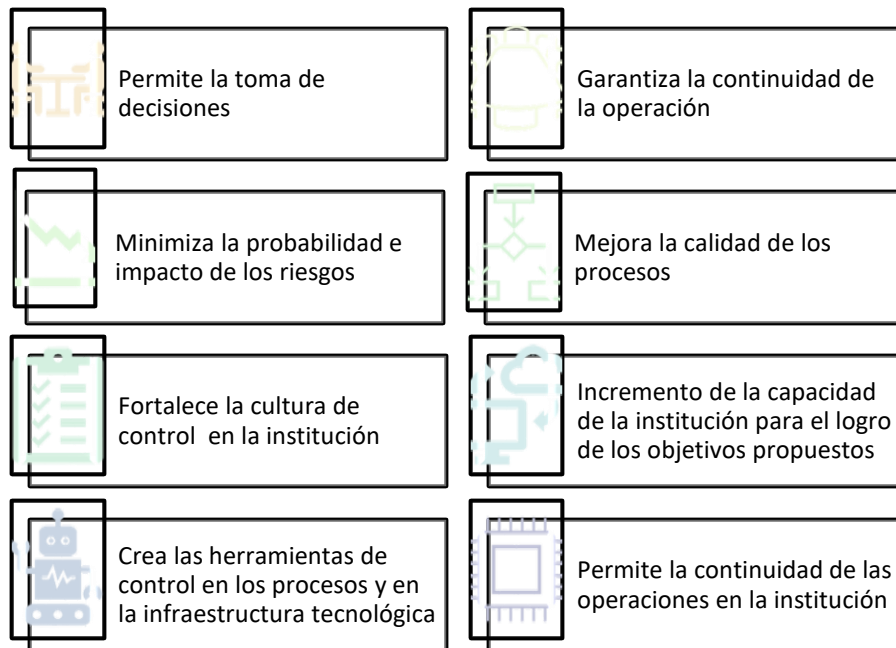 Permite la toma de
decisiones
Garantiza la continuidad de
la operación
Minimiza la probabilidad e
impacto de los riesgos
Mejora la calidad de los
procesos
Fortalece la cultura de
control  en la institución
Incremento de la capacidad
de la institución para el logro
de los objetivos propuestos
Crea las herramientas de
control en los procesos y en
la infraestructura tecnológica
Permite la continuidad de las
operaciones en la institución